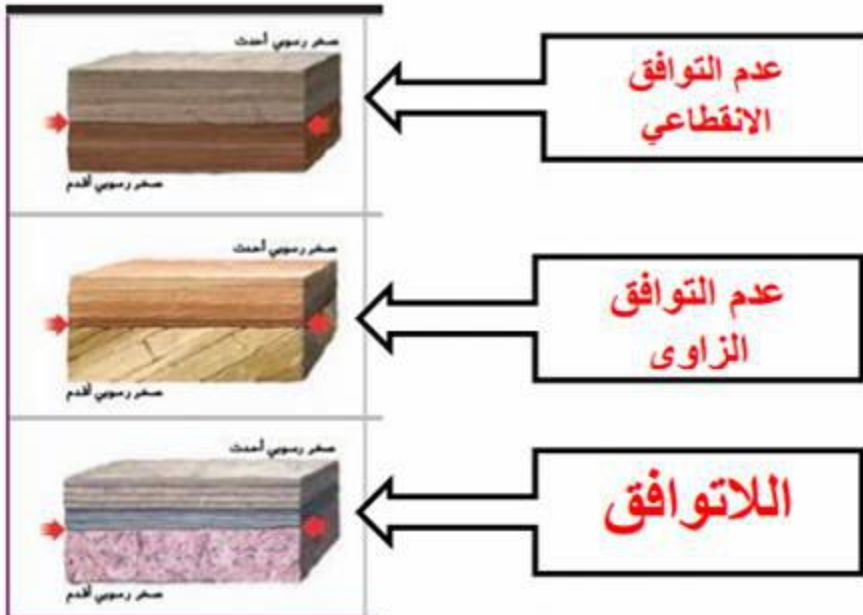 صخر رسوبي أحدث
عدم التوافق
الانقطاعي
صخر رسوبي أقدم
صخر رسوبي أحدث
عدم التوافق
الزاوى
صخر رسوبي أقدم
صخر رسوبي أحدث
اللاتوافق
صخر رسوبي أقدم